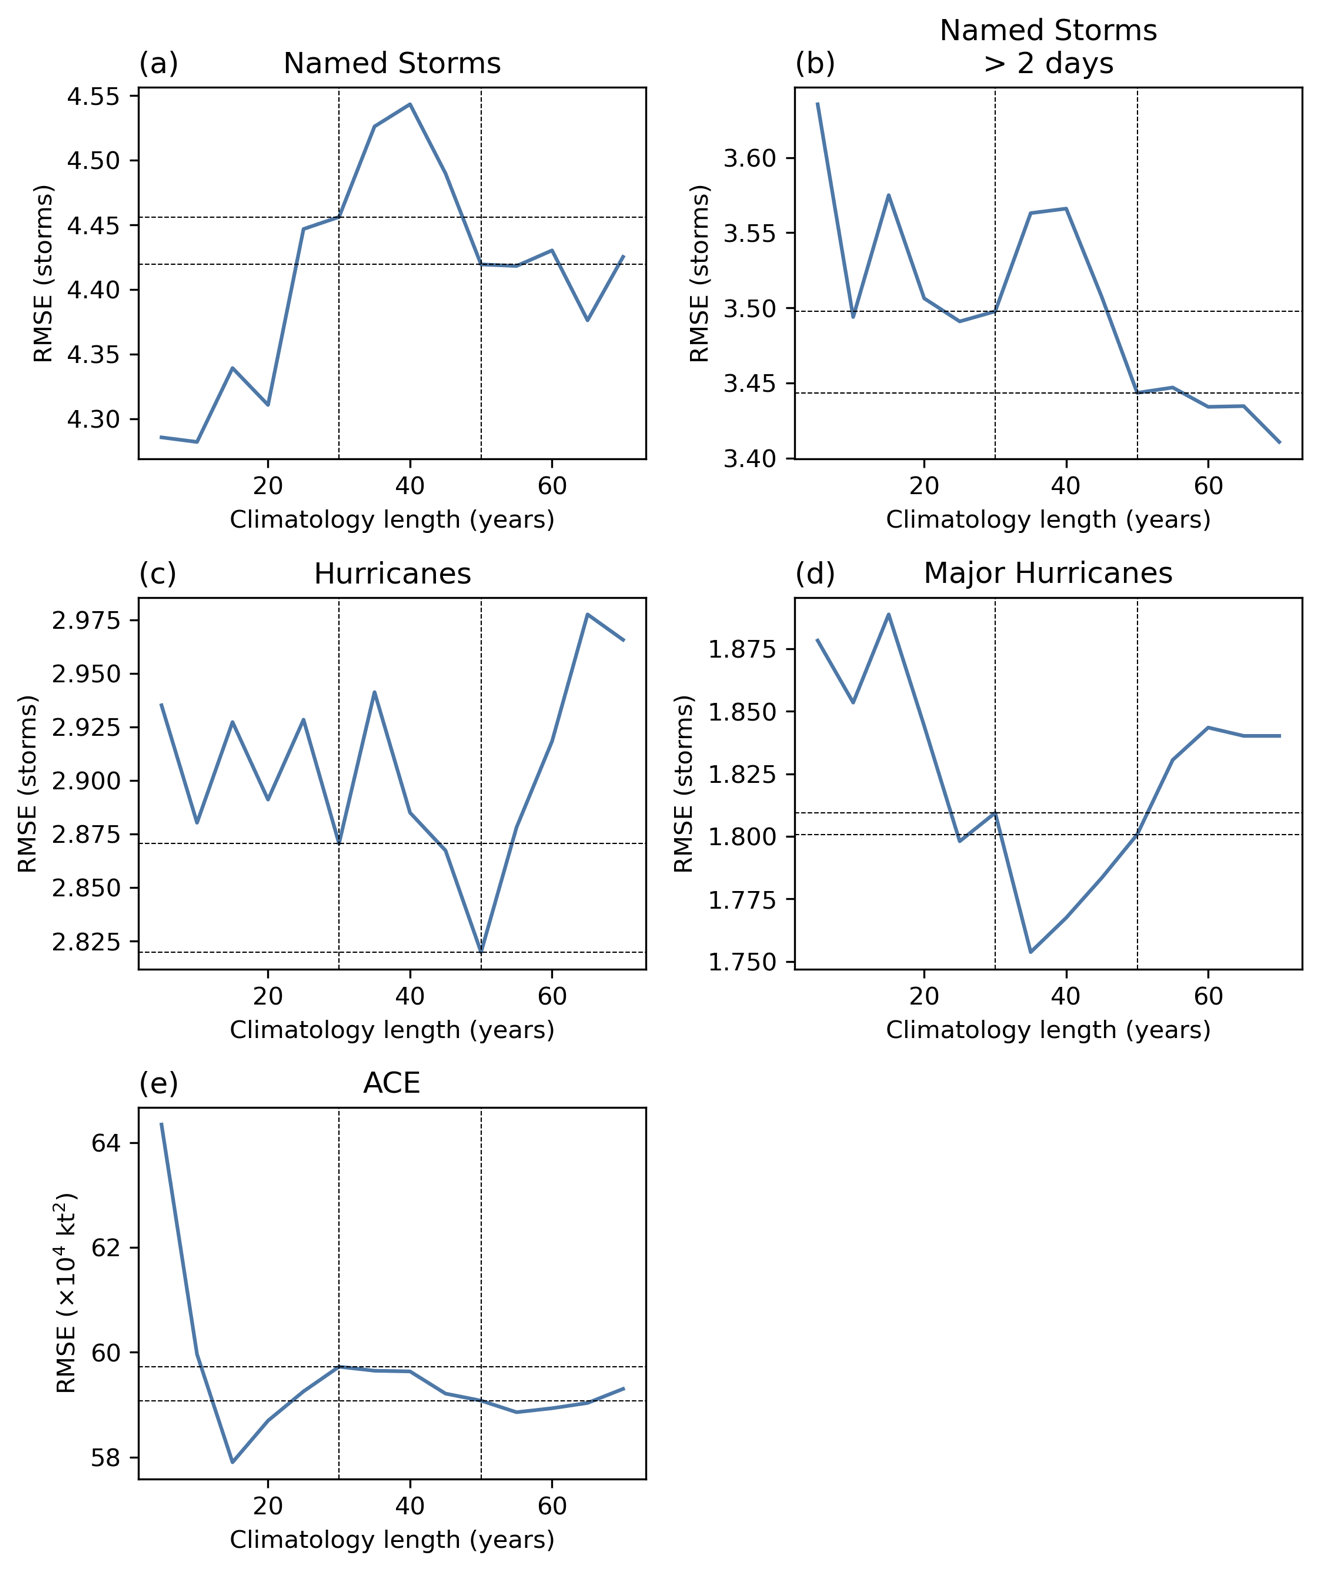 (a)
Named Storms
4.55
4.50
4.45
4.40
4.35
4.30
RMSE (storms)
20
40
60
Climatology length (years)
(b)
Named Storms
> 2 days
3.60
3.55
3.50
3.45
3.40
RMSE (storms)
20
40
60
Climatology length (years)
(c)
Hurricanes
2.975
2.950
2.925
2.900
2.875
2.850
2.825
RMSE (storms)
20
40
60
Climatology length (years)
(d)
Major Hurricanes
1.875
1.850
1.825
1.800
1.775
1.750
RMSE (storms)
20
40
60
Climatology length (years)
(e)
ACE
64
62
60
58
RMSE (×10⁴ kt²)
20
40
60
Climatology length (years)